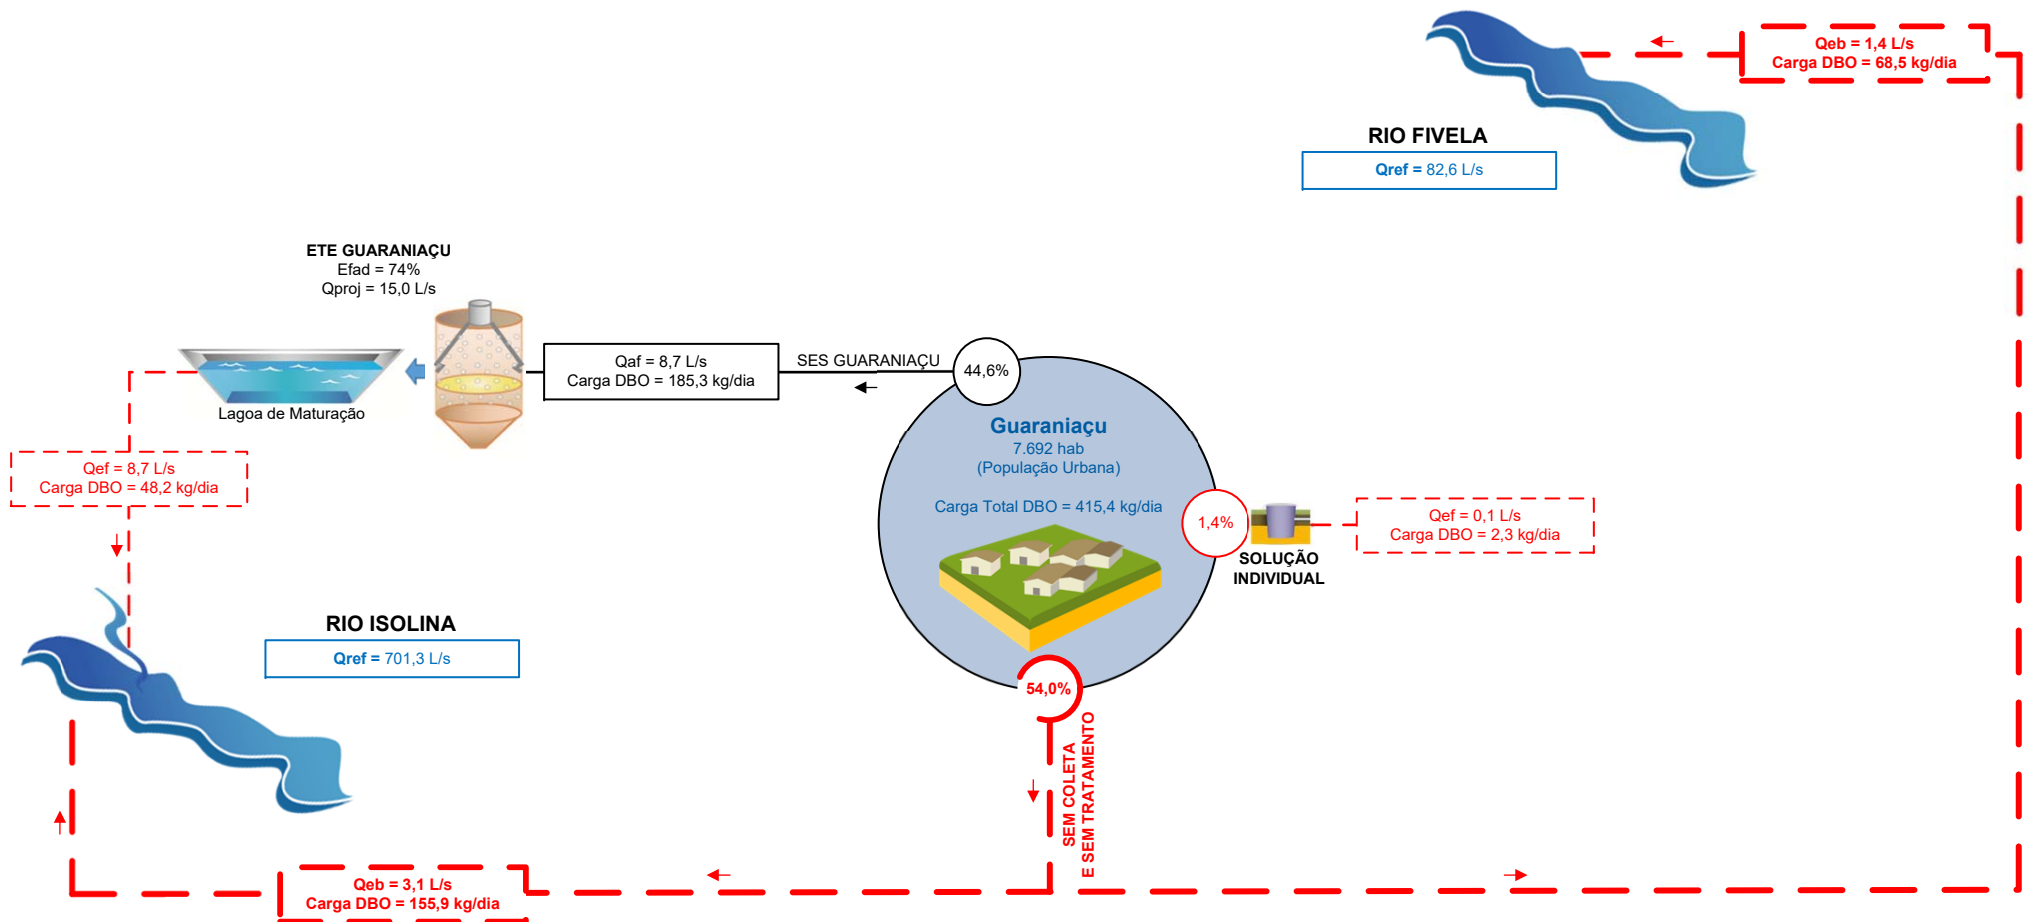 Qeb = 1,4 L/s
Carga DBO = 68,5 kg/dia
RIO FIVELA
Qref = 82,6 L/s
ETE GUARANIAÇU
Efad = 74%
Qproj = 15,0 L/s
Qaf = 8,7 L/s
Carga DBO = 185,3 kg/dia
SES GUARANIAÇU
44,6%
Lagoa de Maturação
Guaraniaçu
7.692 hab
(População Urbana)
Carga Total DBO = 415,4 kg/dia
Qef = 8,7 L/s
Carga DBO = 48,2 kg/dia
1,4%
SOLUÇÃO
INDIVIDUAL
Qef = 0,1 L/s
Carga DBO = 2,3 kg/dia
RIO ISOLINA
Qref = 701,3 L/s
54,0%
SEM COLETA
E SEM TRATAMENTO
Qeb = 3,1 L/s
Carga DBO = 155,9 kg/dia